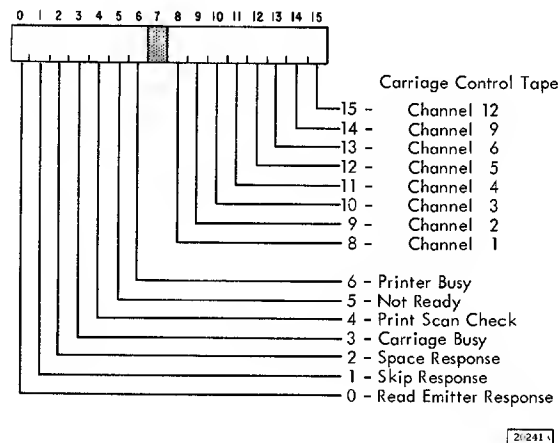 0 1 2 3 4 5 6 7 8 9 10 11 12 13 14 15
Carriage Control Tape
15 - Channel 12
14 - Channel 9
13 - Channel 6
12 - Channel 5
11 - Channel 4
10 - Channel 3
9 - Channel 2
8 - Channel 1
6 - Printer Busy
5 - Not Ready
4 - Print Scan Check
3 - Carriage Busy
2 - Space Response
1 - Skip Response
0 - Read Emitter Response